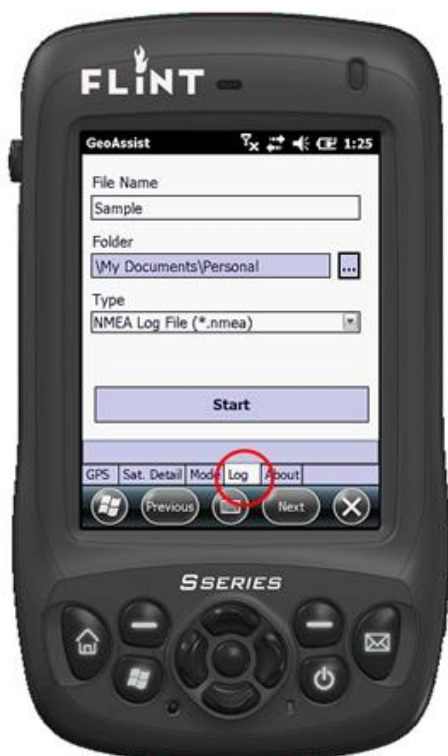 FLINT
GeoAssist 1:25
File Name
Sample
Folder
\My Documents\Personal
...
Type
NMEA Log File (*.nmea)
Start
GPS Sat. Detail Mode Log About
Previous Next
SSERIES